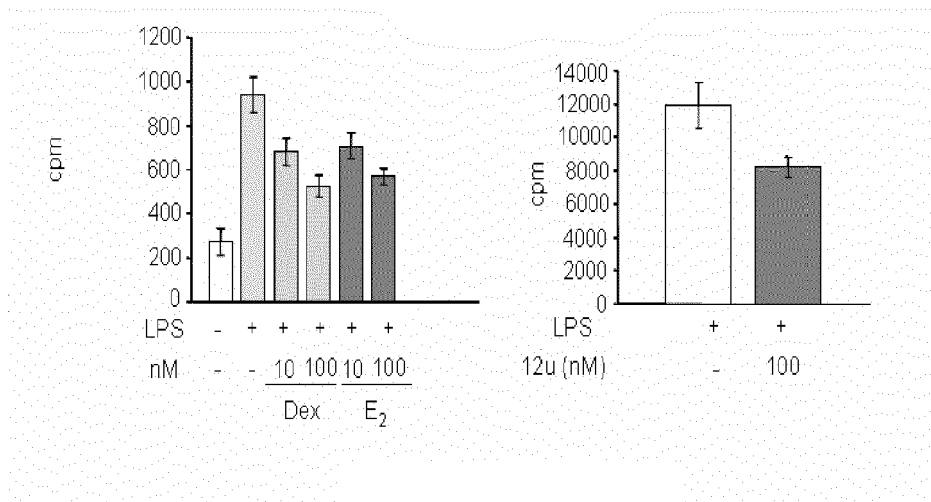 1200
1000
800
600
400
200
0
cpm
LPS - + + + + +
nM - - 10 100 10 100
Dex E2
14000
12000
10000
8000
6000
4000
2000
0
cpm
LPS + +
12u (nM) - 100